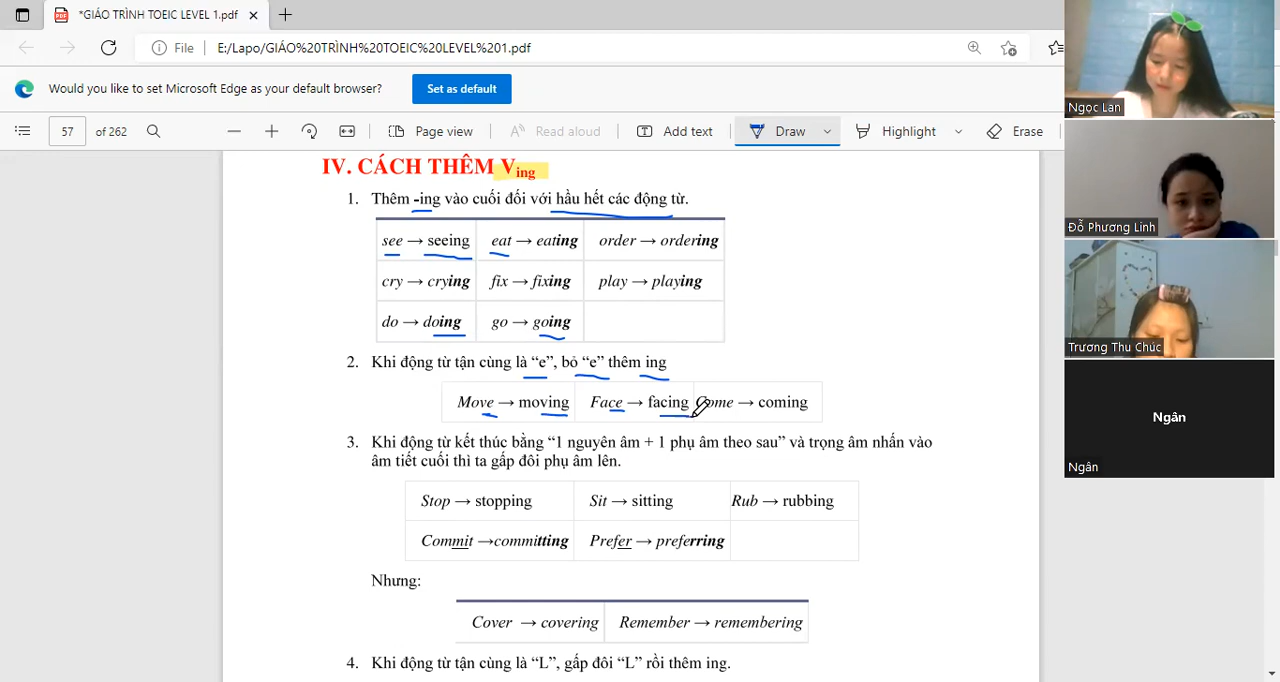 *GIÁO TRÌNH TOEIC LEVEL 1.pdf
File E:/Lapo/GIÁO%20TRÌNH%20TOEIC%20LEVEL%201.pdf
Would you like to set Microsoft Edge as your default browser? Set as default
57 of 262 Page view Read aloud Add text Draw Highlight Erase
IV. CÁCH THÊM Ving
1. Thêm -ing vào cuối đối với hầu hết các động từ.
see → seeing eat → eating order → ordering
cry → crying fix → fixing play → playing
do → doing go → going
2. Khi động từ tận cùng là “e”, bỏ “e” thêm ing
Move → moving Face → facing Come → coming
3. Khi động từ kết thúc bằng “1 nguyên âm + 1 phụ âm theo sau” và trọng âm nhấn vào
âm tiết cuối thì ta gấp đôi phụ âm lên.
Stop → stopping Sit → sitting Rub → rubbing
Commit →committing Prefer → preferring
Nhưng:
Cover → covering Remember → remembering
4. Khi động từ tận cùng là “L”, gấp đôi “L” rồi thêm ing.
Ngọc Lan
Đỗ Phương Linh
Trương Thu Chúc
Ngân
Ngân